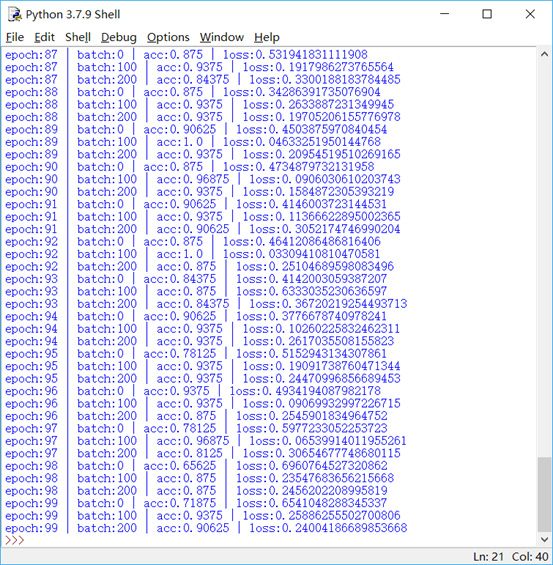 Python 3.7.9 Shell
File Edit Shell Debug Options Window Help
epoch:87 | batch:0 | acc:0.875 | loss:0.531941831111908
epoch:87 | batch:100 | acc:0.9375 | loss:0.1917986273765564
epoch:87 | batch:200 | acc:0.84375 | loss:0.3300188183784485
epoch:88 | batch:0 | acc:0.875 | loss:0.34286391735076904
epoch:88 | batch:100 | acc:0.9375 | loss:0.2633887231349945
epoch:88 | batch:200 | acc:0.9375 | loss:0.19705206155776978
epoch:89 | batch:0 | acc:0.90625 | loss:0.4503875970840454
epoch:89 | batch:100 | acc:1.0 | loss:0.04633251950144768
epoch:89 | batch:200 | acc:0.9375 | loss:0.20954519510269165
epoch:90 | batch:0 | acc:0.875 | loss:0.4734879732131958
epoch:90 | batch:100 | acc:0.96875 | loss:0.0906030610203743
epoch:90 | batch:200 | acc:0.9375 | loss:0.1584872305393219
epoch:91 | batch:0 | acc:0.90625 | loss:0.4146003723144531
epoch:91 | batch:100 | acc:0.9375 | loss:0.11366622895002365
epoch:91 | batch:200 | acc:0.90625 | loss:0.3052174746990204
epoch:92 | batch:0 | acc:0.875 | loss:0.46412086486816406
epoch:92 | batch:100 | acc:1.0 | loss:0.03309410810470581
epoch:92 | batch:200 | acc:0.875 | loss:0.25104689598083496
epoch:93 | batch:0 | acc:0.84375 | loss:0.4142003059387207
epoch:93 | batch:100 | acc:0.875 | loss:0.6333035230636597
epoch:93 | batch:200 | acc:0.84375 | loss:0.36720219254493713
epoch:94 | batch:0 | acc:0.90625 | loss:0.3776678740978241
epoch:94 | batch:100 | acc:0.9375 | loss:0.10260225832462311
epoch:94 | batch:200 | acc:0.9375 | loss:0.2617035508155823
epoch:95 | batch:0 | acc:0.78125 | loss:0.5152943134307861
epoch:95 | batch:100 | acc:0.9375 | loss:0.19091738760471344
epoch:95 | batch:200 | acc:0.9375 | loss:0.24470996856689453
epoch:96 | batch:0 | acc:0.9375 | loss:0.4934194087982178
epoch:96 | batch:100 | acc:0.9375 | loss:0.09069932997226715
epoch:96 | batch:200 | acc:0.875 | loss:0.2545901834964752
epoch:97 | batch:0 | acc:0.78125 | loss:0.5977233052253723
epoch:97 | batch:100 | acc:0.96875 | loss:0.06539914011955261
epoch:97 | batch:200 | acc:0.8125 | loss:0.30654677748680115
epoch:98 | batch:0 | acc:0.65625 | loss:0.6960764527320862
epoch:98 | batch:100 | acc:0.875 | loss:0.23547683656215668
epoch:98 | batch:200 | acc:0.875 | loss:0.2456202208995819
epoch:99 | batch:0 | acc:0.71875 | loss:0.6541048288345337
epoch:99 | batch:100 | acc:0.9375 | loss:0.25886255502700806
epoch:99 | batch:200 | acc:0.90625 | loss:0.24004186689853668
>>>
Ln: 21 Col: 40